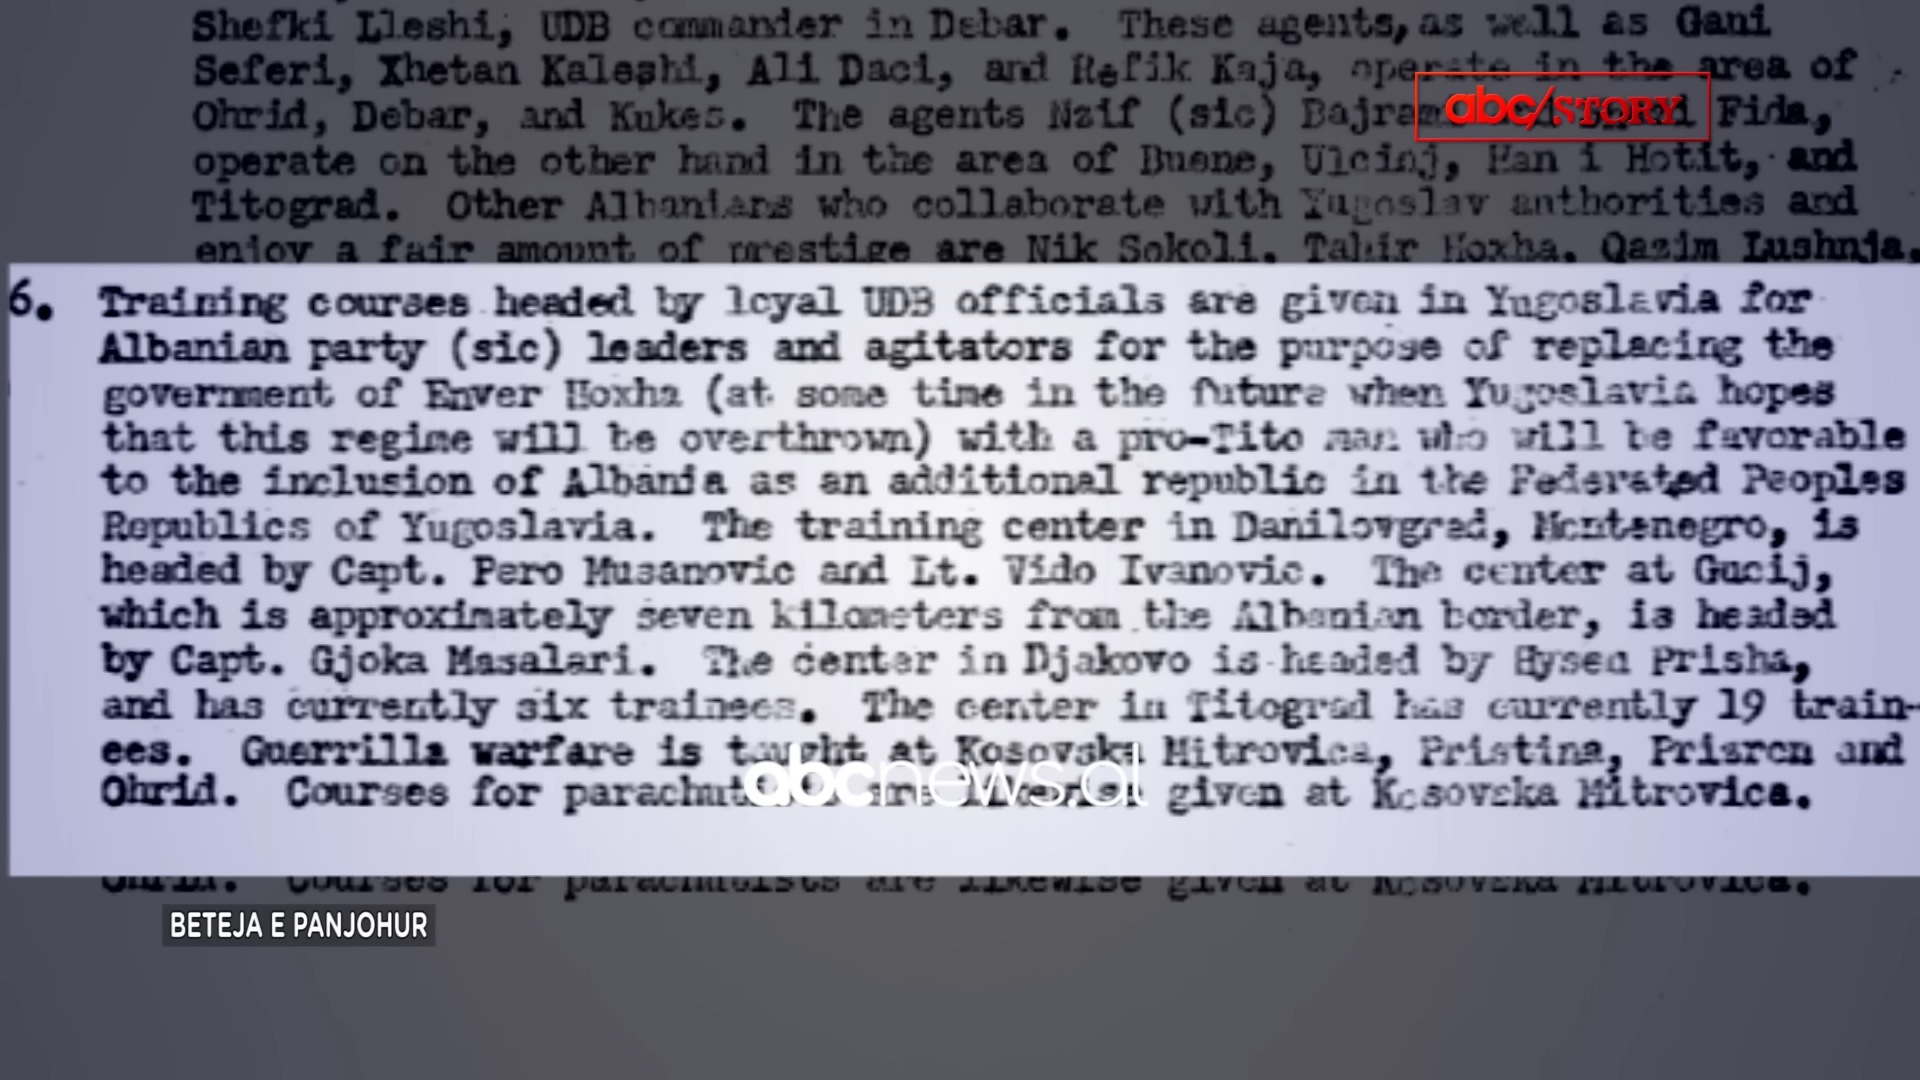 Shefki Lleshi, UDB commander in Debar. These agents, as well as Gani
Seferi, Xhetan Kaleshi, Ali Daci, and Refik Kaja, operate in the area of
abc/STORY
Ohrid, Debar, and Kukes. The agents Nzif (sic) Fida,
operate on the other hand in the area of Buene, Ulcinj, Han i Hotit, and
Titograd. Other Albanians who collaborate with Yugoslav authorities and
enjoy a fair amount of prestige are Nik Sokoli, Tahir Hoxha, Qazim Lushnja,
6. Training courses headed by loyal UDB officials are given in Yugoslavia for
Albanian party (sic) leaders and agitators for the purpose of replacing the
government of Enver Hoxha (at some time in the future when Yugoslavia hopes
that this regime will be overthrown) with a pro-Tito man who will be favorable
to the inclusion of Albania as an additional republic in the Federated Peoples
Republics of Yugoslavia. The training center in Danilovgrad, Montenegro, is
headed by Capt. Pero Musanovic and Lt. Vido Ivanovic. The center at Gucij,
which is approximately seven kilometers from the Albanian border, is headed
by Capt. Gjoka Masalari. The center in Djakovo is headed by Hysen Prisha,
and has currently six trainees. The center in Titograd has currently 19 train-
ees. Guerrilla warfare is taught at Kosovska Mitrovica, Pristina, Prizren and
abcnews.al
Ohrid. Courses for parachutists are likewise given at Kosovska Mitrovica.
Ohrid. Courses for parachutists are likewise given at Kosovska Mitrovica.
BETEJA E PANJOHUR